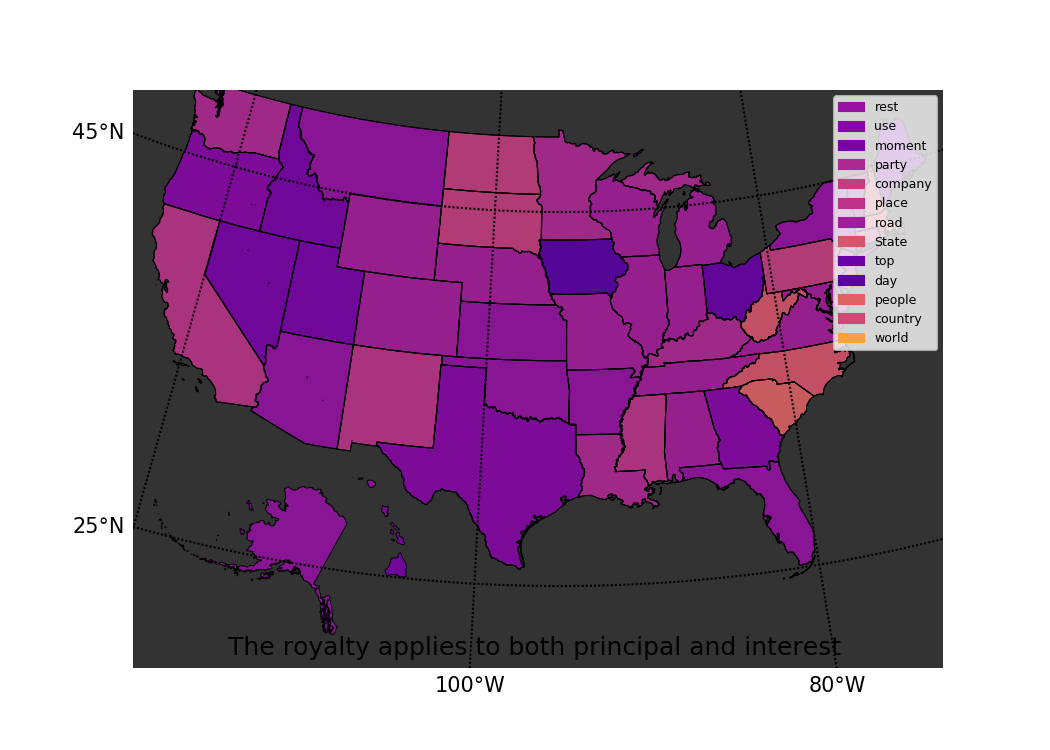 45°N
25°N
100°W
80°W
rest
use
moment
party
company
place
road
State
top
day
people
country
world
The royalty applies to both principal and interest